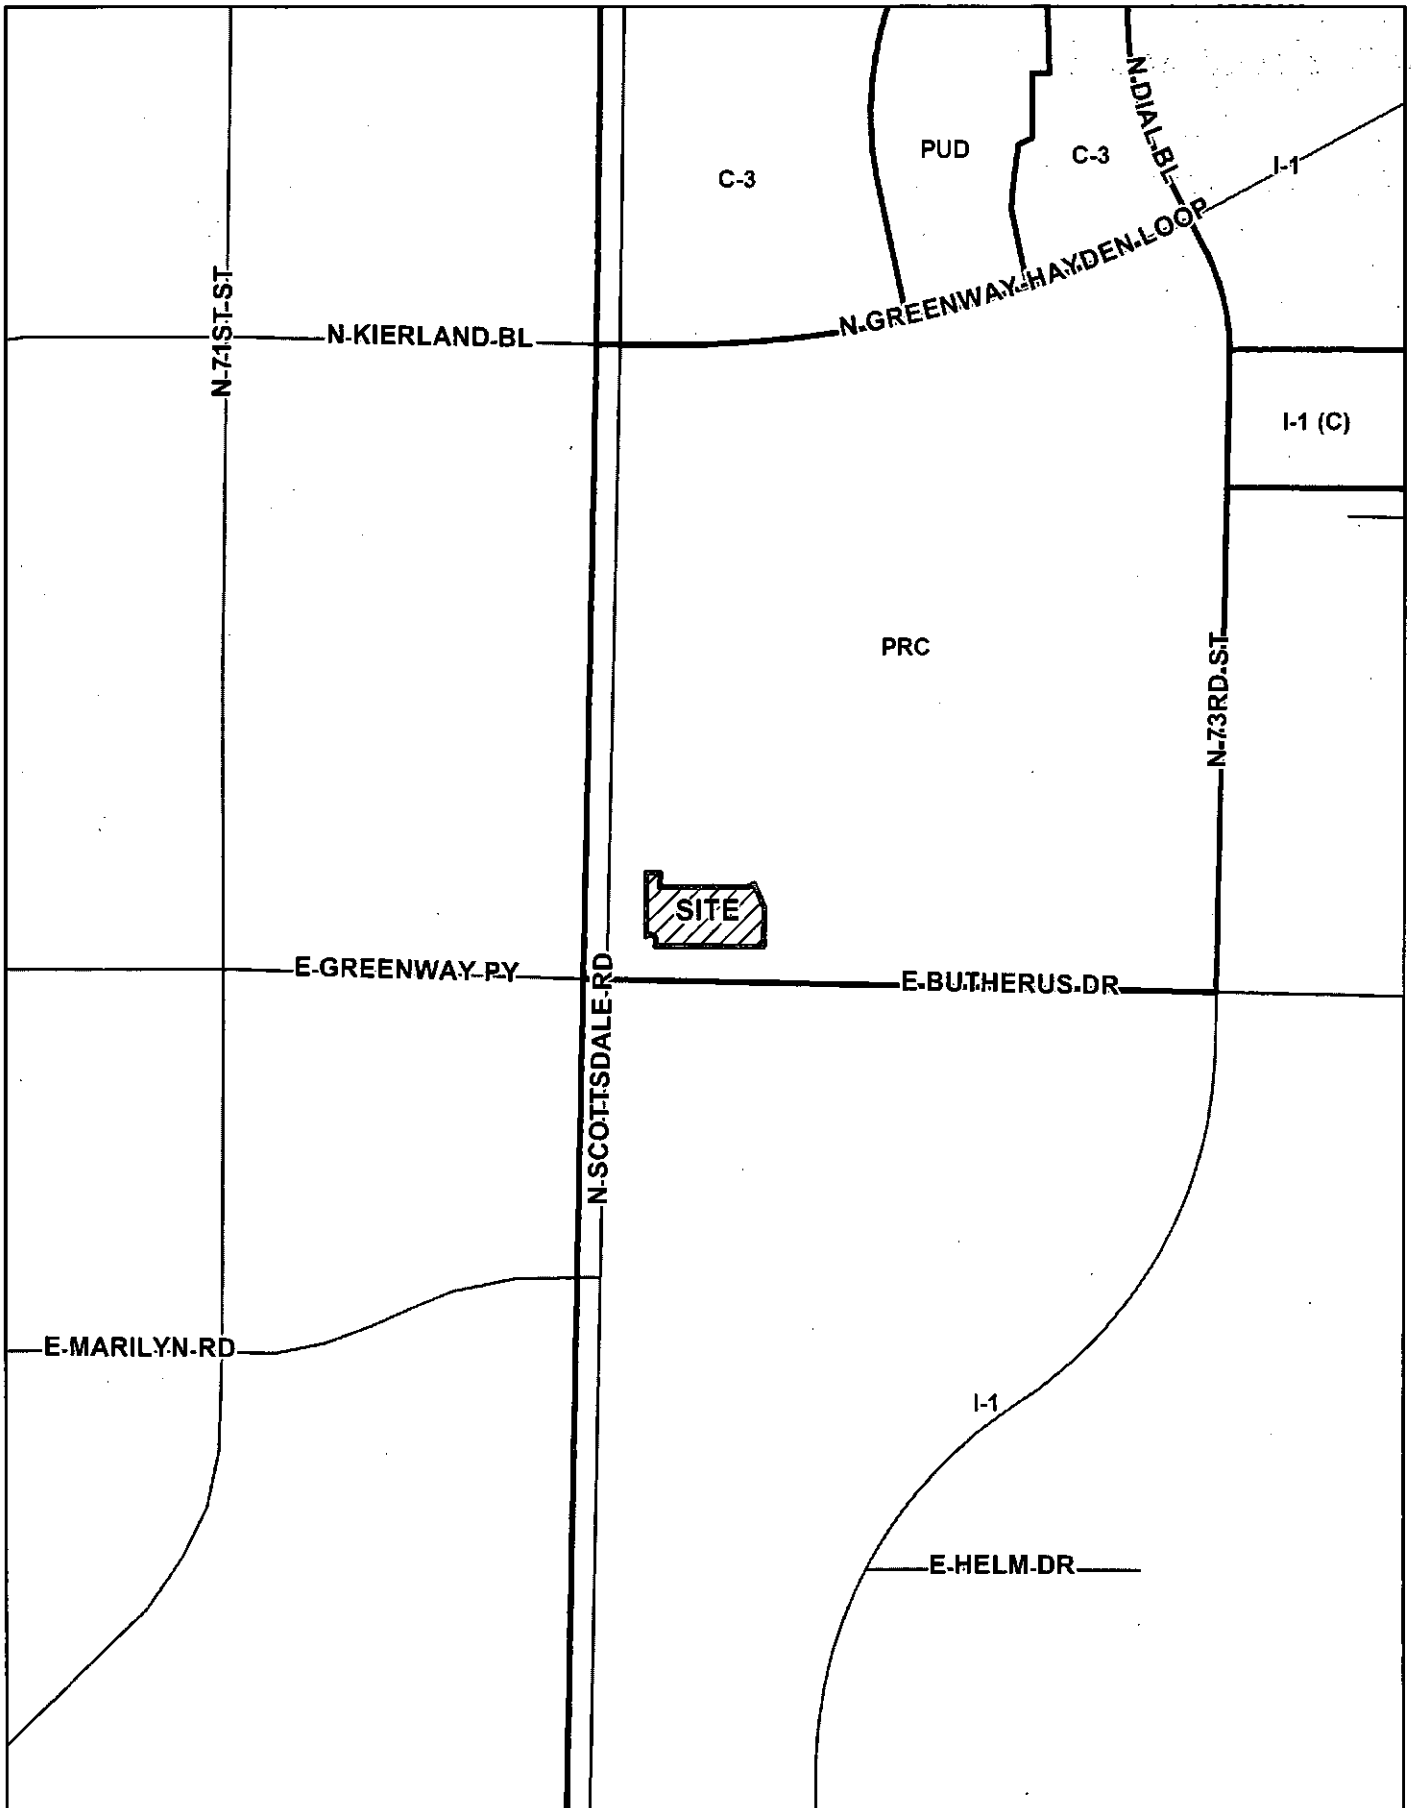 N DIAL BL
PUD
C-3
C-3
I-1
N GREENWAY-HAYDEN LOOP
N 71ST ST
N KIERLAND BL
I-1 (C)
PRC
N 73RD ST
SITE
E GREENWAY PY
E BUTHERUS DR
N SCOTTSDALE RD
E MARILYN RD
I-1
E HELM DR